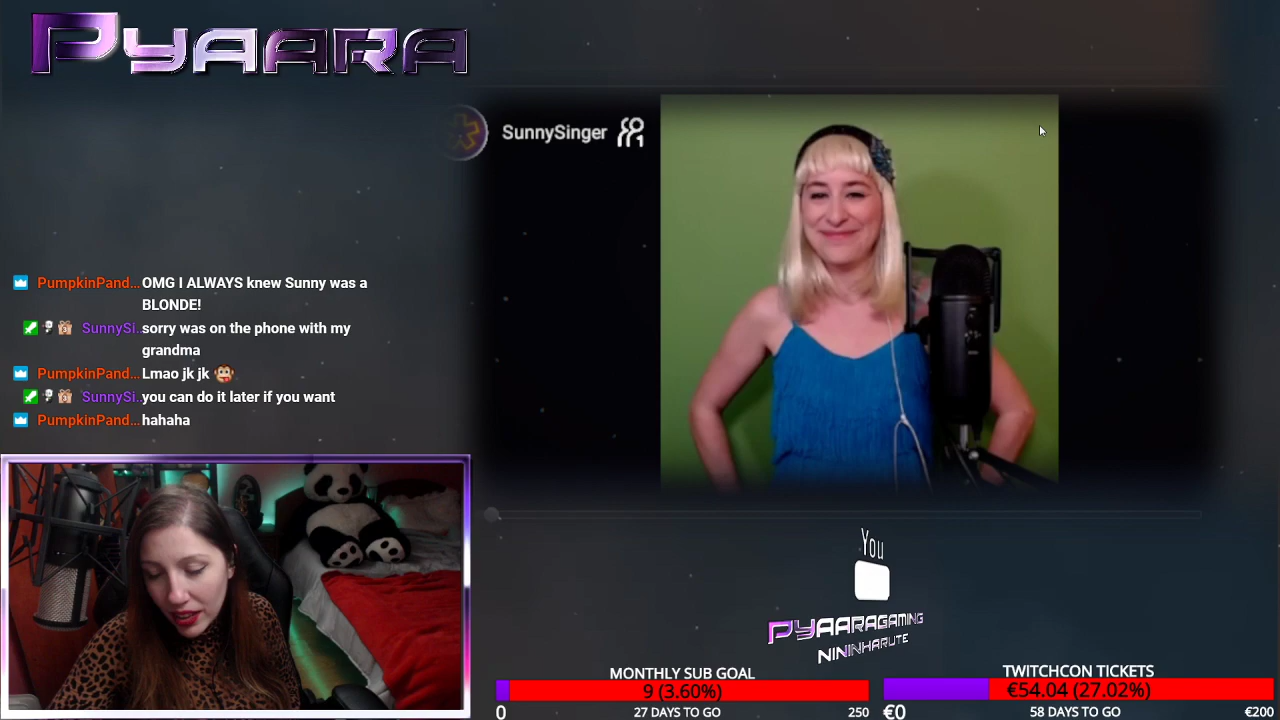 PYAARA
SunnySinger
PumpkinPand... OMG I ALWAYS knew Sunny was a
BLONDE!
SunnySi.. sorry was on the phone with my
grandma
PumpkinPand... Lmao jk jk
SunnySi.. you can do it later if you want
PumpkinPand... hahaha
You
PYAARAGAMING
NININHARUTE
MONTHLY SUB GOAL
9 (3.60%)
0 27 DAYS TO GO 250
TWITCHCON TICKETS
€54.04 (27.02%)
€0 58 DAYS TO GO €200